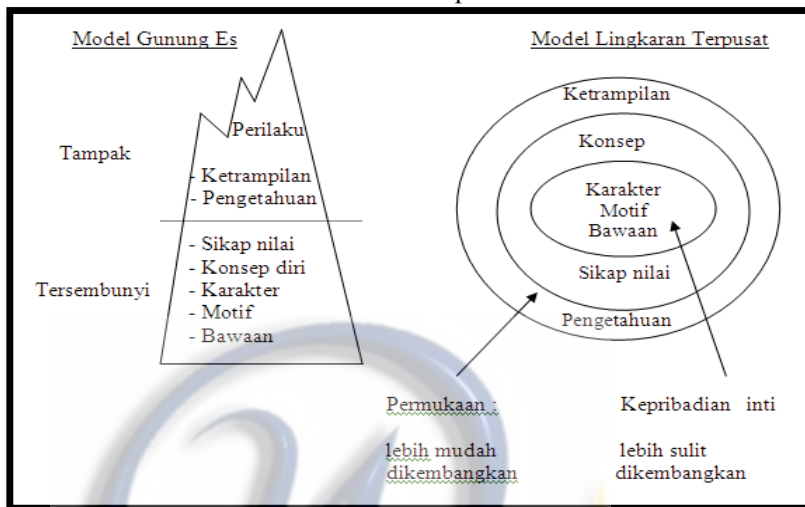 Model Gunung Es
Tampak
Perilaku
- Ketrampilan
- Pengetahuan
Tersembunyi
- Sikap nilai
- Konsep diri
- Karakter
- Motif
- Bawaan
Model Lingkaran Terpusat
Ketrampilan
Konsep
Karakter
Motif
Bawaan
Sikap nilai
Pengetahuan
Permukaan :
lebih mudah
dikembangkan
Kepribadian inti
lebih sulit
dikembangkan